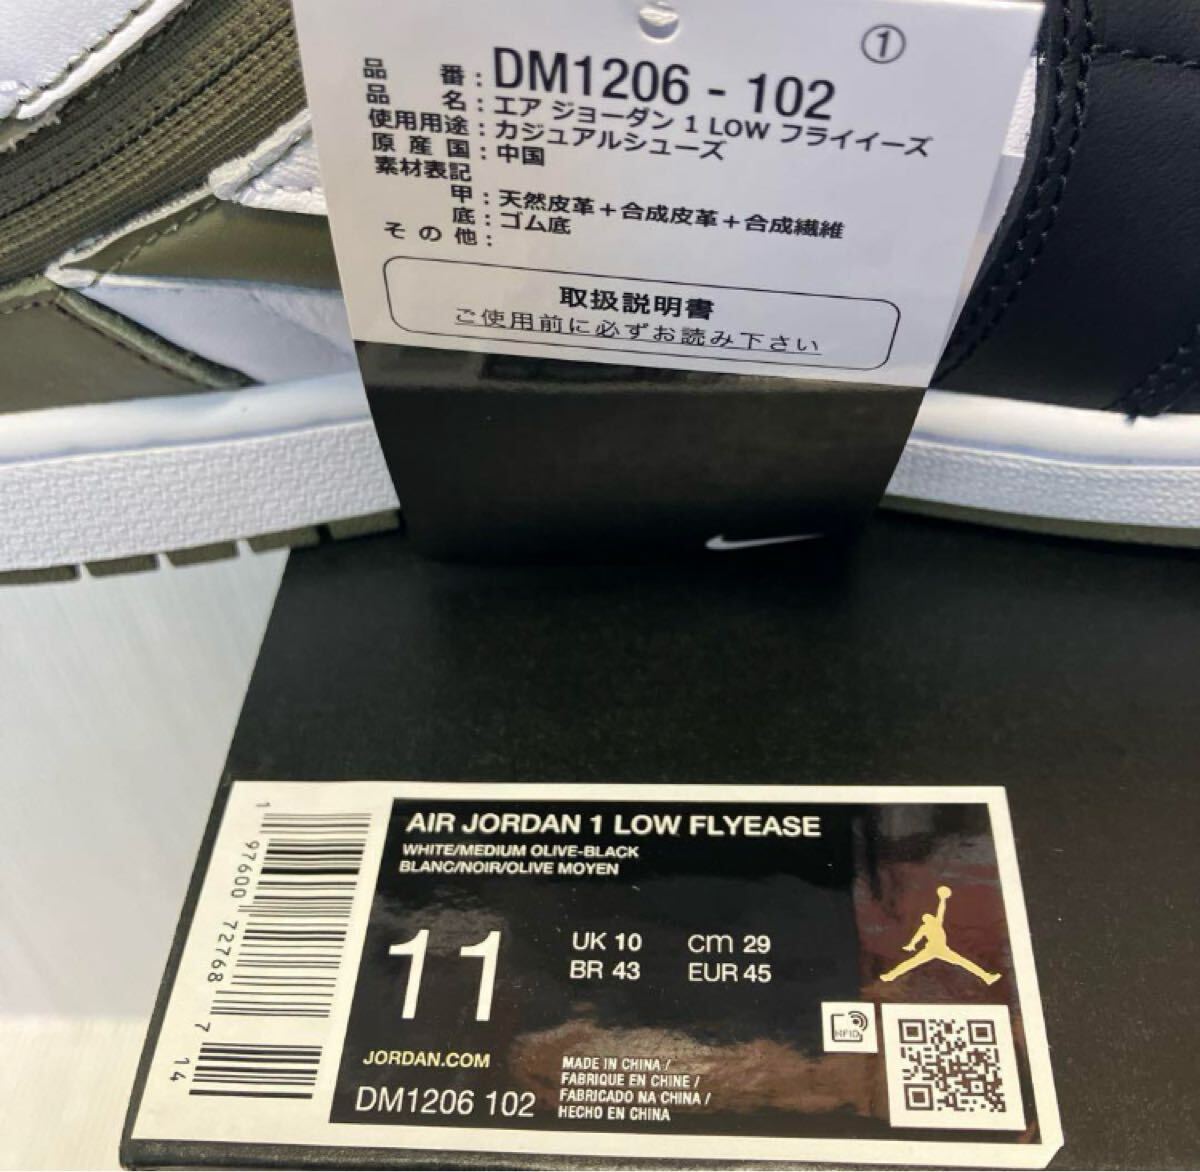 ①
品 番 : DM1206 - 102
品 名 : エア ジョーダン 1 LOW フライイーズ
使用用途 : カジュアルシューズ
原 産 国 : 中国
素材表記
甲 : 天然皮革+合成皮革+合成繊維
底 : ゴム底
そ の 他 :
取扱説明書
ご使用前に必ずお読み下さい
AIR JORDAN 1 LOW FLYEASE
WHITE/MEDIUM OLIVE-BLACK
BLANC/NOIR/OLIVE MOYEN
11
UK 10 cm 29
BR 43 EUR 45
RFID
JORDAN.COM
DM1206 102
MADE IN CHINA /
FABRIQUE EN CHINE /
FABRICADO NA CHINA /
HECHO EN CHINA
1 97600 72768 7 14